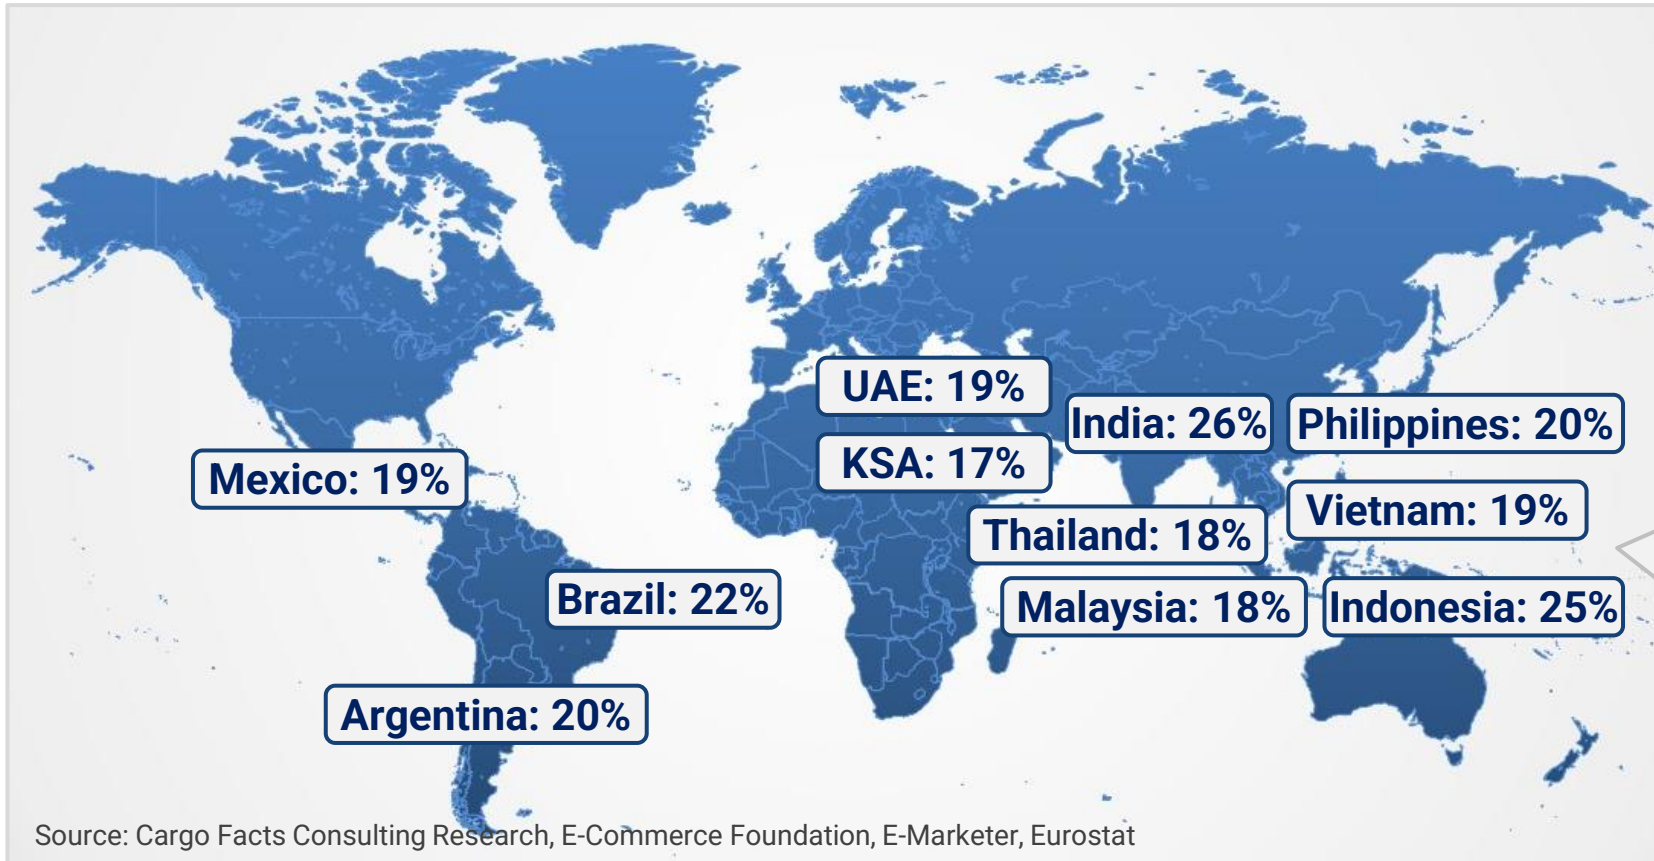 UAE: 19%
India: 26%
Philippines: 20%
KSA: 17%
Mexico: 19%
Vietnam: 19%
Thailand: 18%
Brazil: 22%
Malaysia: 18%
Indonesia: 25%
Argentina: 20%
Source: Cargo Facts Consulting Research, E-Commerce Foundation, E-Marketer, Eurostat